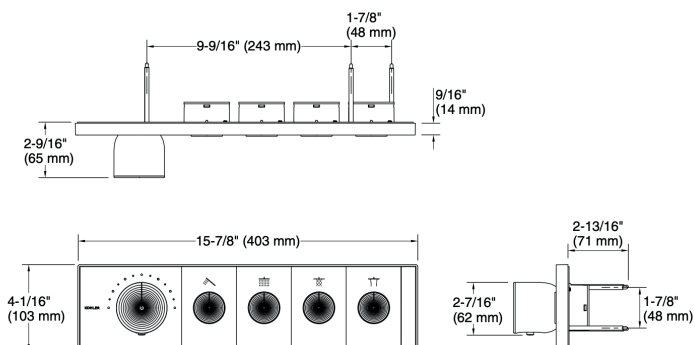 1-7/8"
(48 mm)
9-9/16" (243 mm)
9/16"
(14 mm)
2-9/16"
(65 mm)
15-7/8" (403 mm)
2-13/16"
(71 mm)
4-1/16"
(103 mm)
KOHLER
2-7/16"
(62 mm)
1-7/8"
(48 mm)